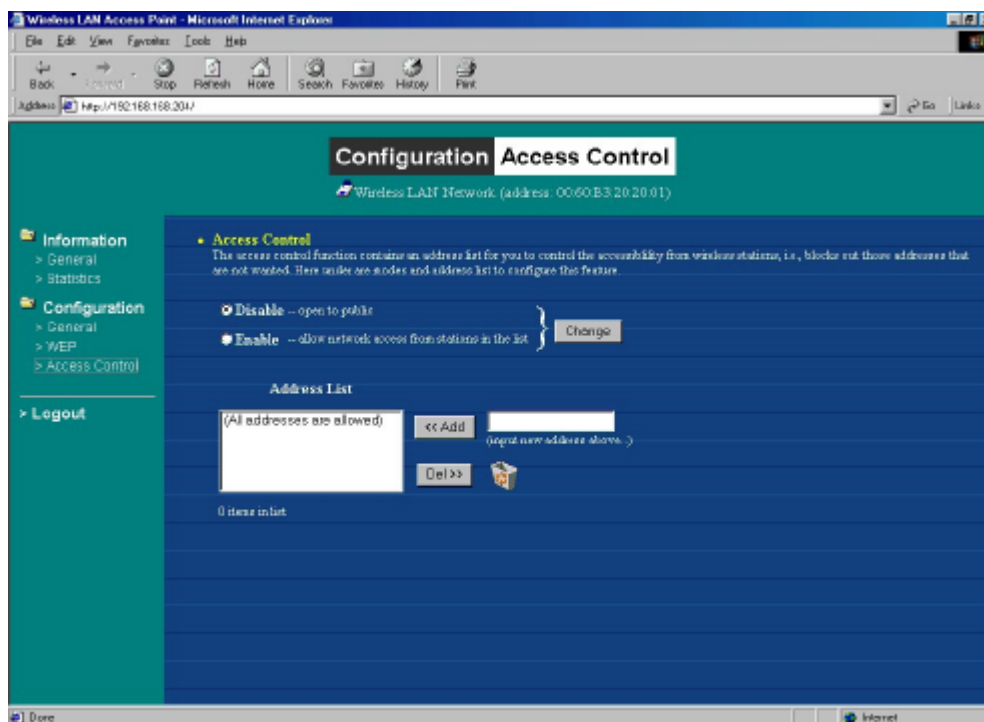 Wireless LAN Access Point - Microsoft Internet Explorer
File Edit View Favorites Tools Help
Back Forward Stop Refresh Home Search Favorites History Print
Address http://192.168.168.204/ Go Links
Configuration Access Control
Wireless LAN Network (address: 00:60:B3:20:20:01)
Information
> General
> Statistics
Configuration
> General
> WEP
> Access Control
> Logout
• Access Control
The access control function contains an address list for you to control the accessibility from wireless stations, i.e., blocks out those addresses that
are not wanted. Here under are modes and address list to configure this feature.
Disable -- open to public
Enable -- allow network access from stations in the list
Change
Address List
(All addresses are allowed)
<< Add
(input new address above..)
Del >>
0 items in list
Done
Internet